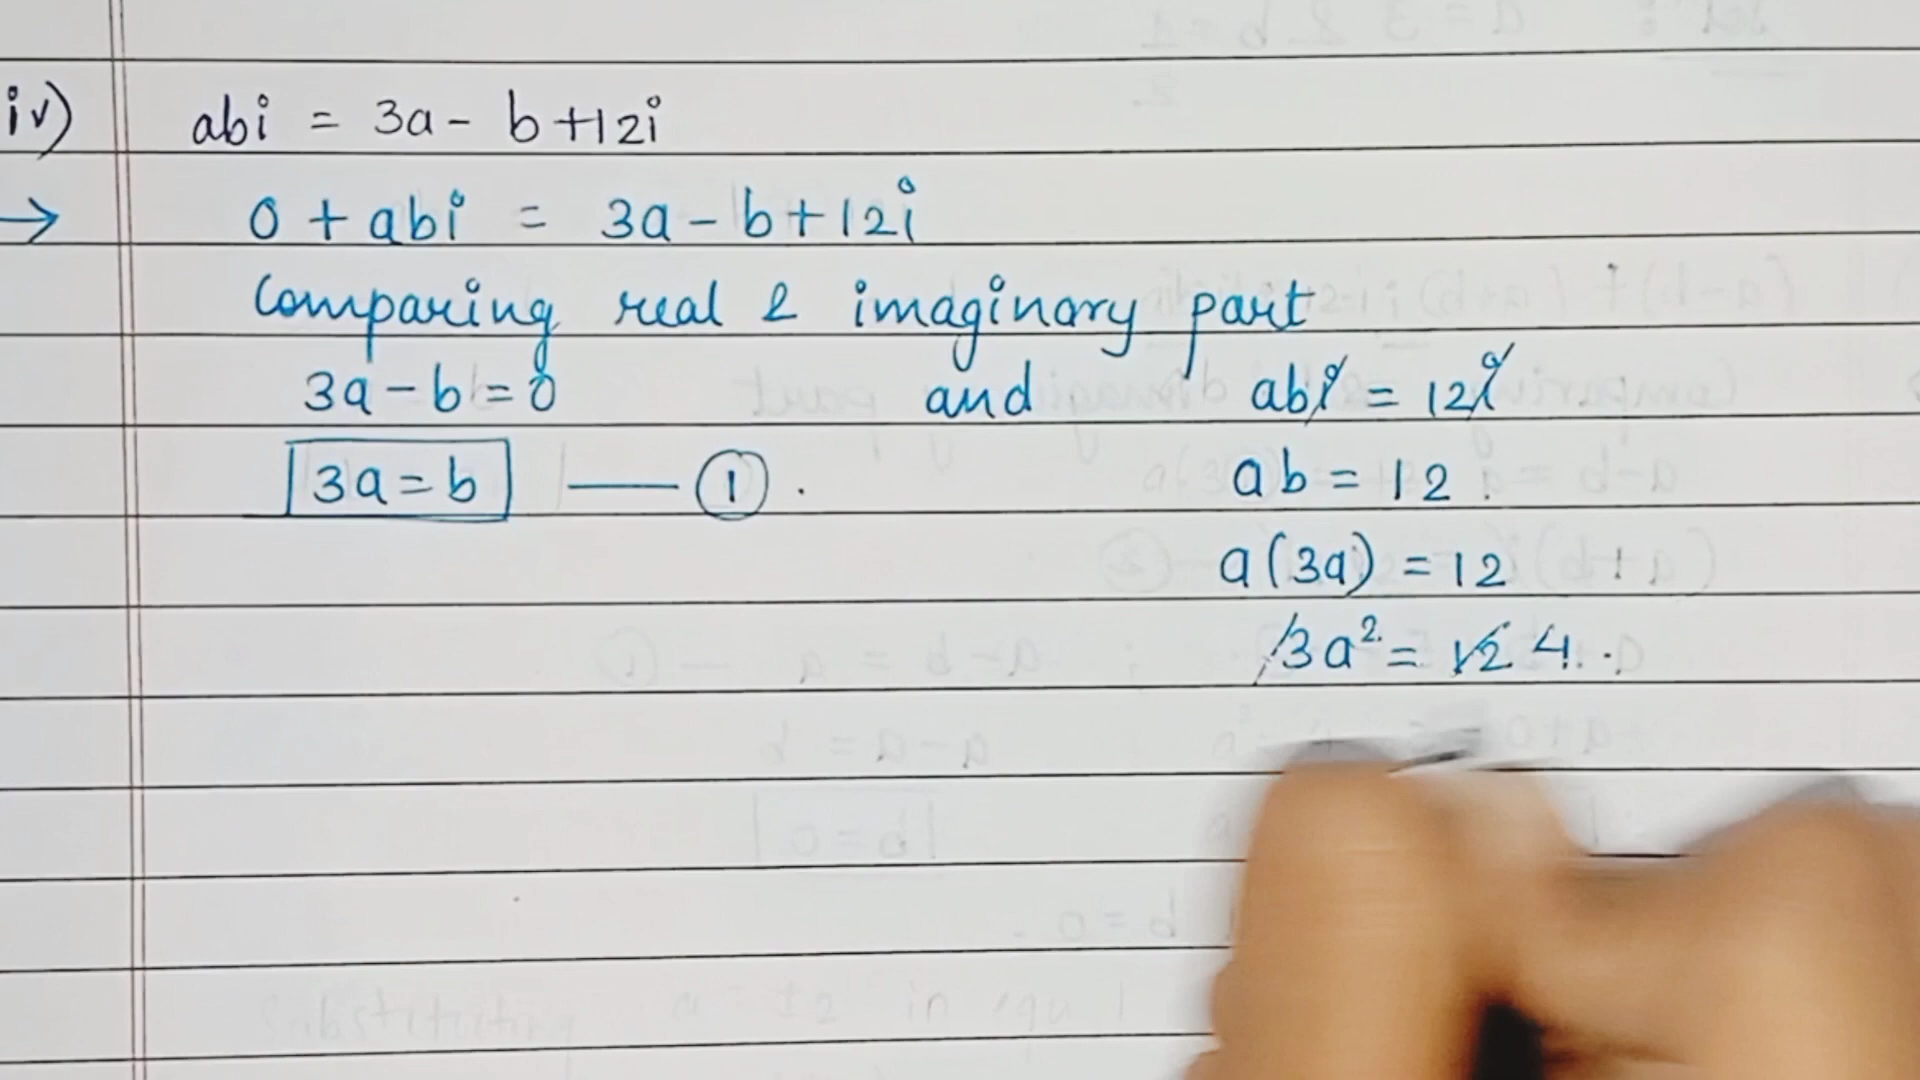 iv) abi = 3a - b + 12i
→ 0 + abi = 3a - b + 12i
Comparing real & imaginary part
3a - b = 0 and abi = 12i
3a = b — ① . ab = 12 .
a(3a) = 12
3a² = 12 4 .